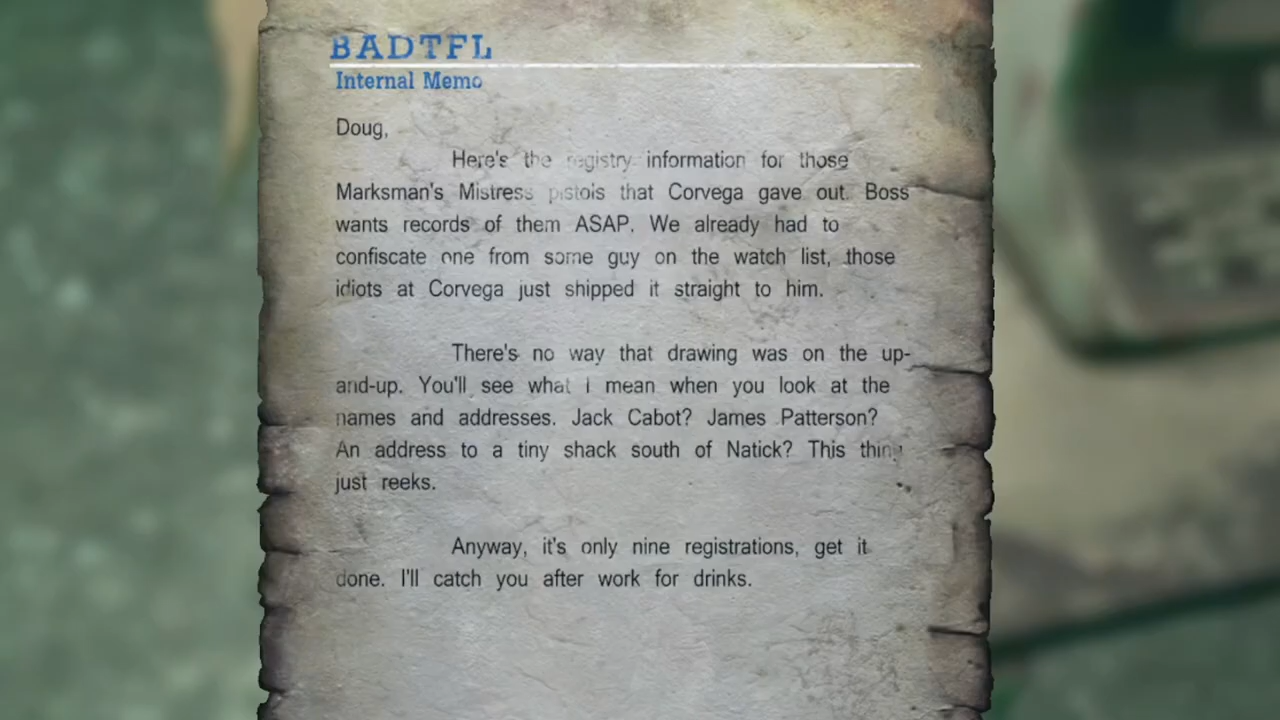 BADTFL
Internal Memo
Doug,
Here's the registry information for those
Marksman's Mistress pistols that Corvega gave out. Boss
wants records of them ASAP. We already had to
confiscate one from some guy on the watch list, those
idiots at Corvega just shipped it straight to him.
There's no way that drawing was on the up-
and-up. You'll see what I mean when you look at the
names and addresses. Jack Cabot? James Patterson?
An address to a tiny shack south of Natick? This thing
just reeks.
Anyway, it's only nine registrations, get it
done. I'll catch you after work for drinks.